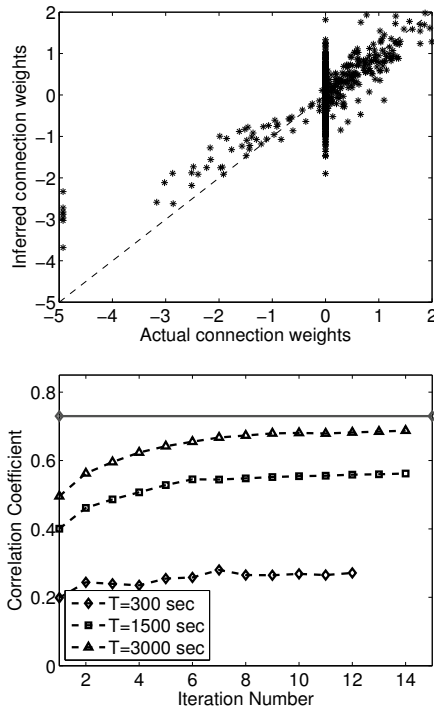 2
1
0
−1
−2
−3
−4
−5
Inferred connection weights
−5 −4 −3 −2 −1 0 1 2
Actual connection weights
0.8
0.6
0.4
0.2
0
Correlation Coefficient
T=300 sec
T=1500 sec
T=3000 sec
2 4 6 8 10 12 14
Iteration Number